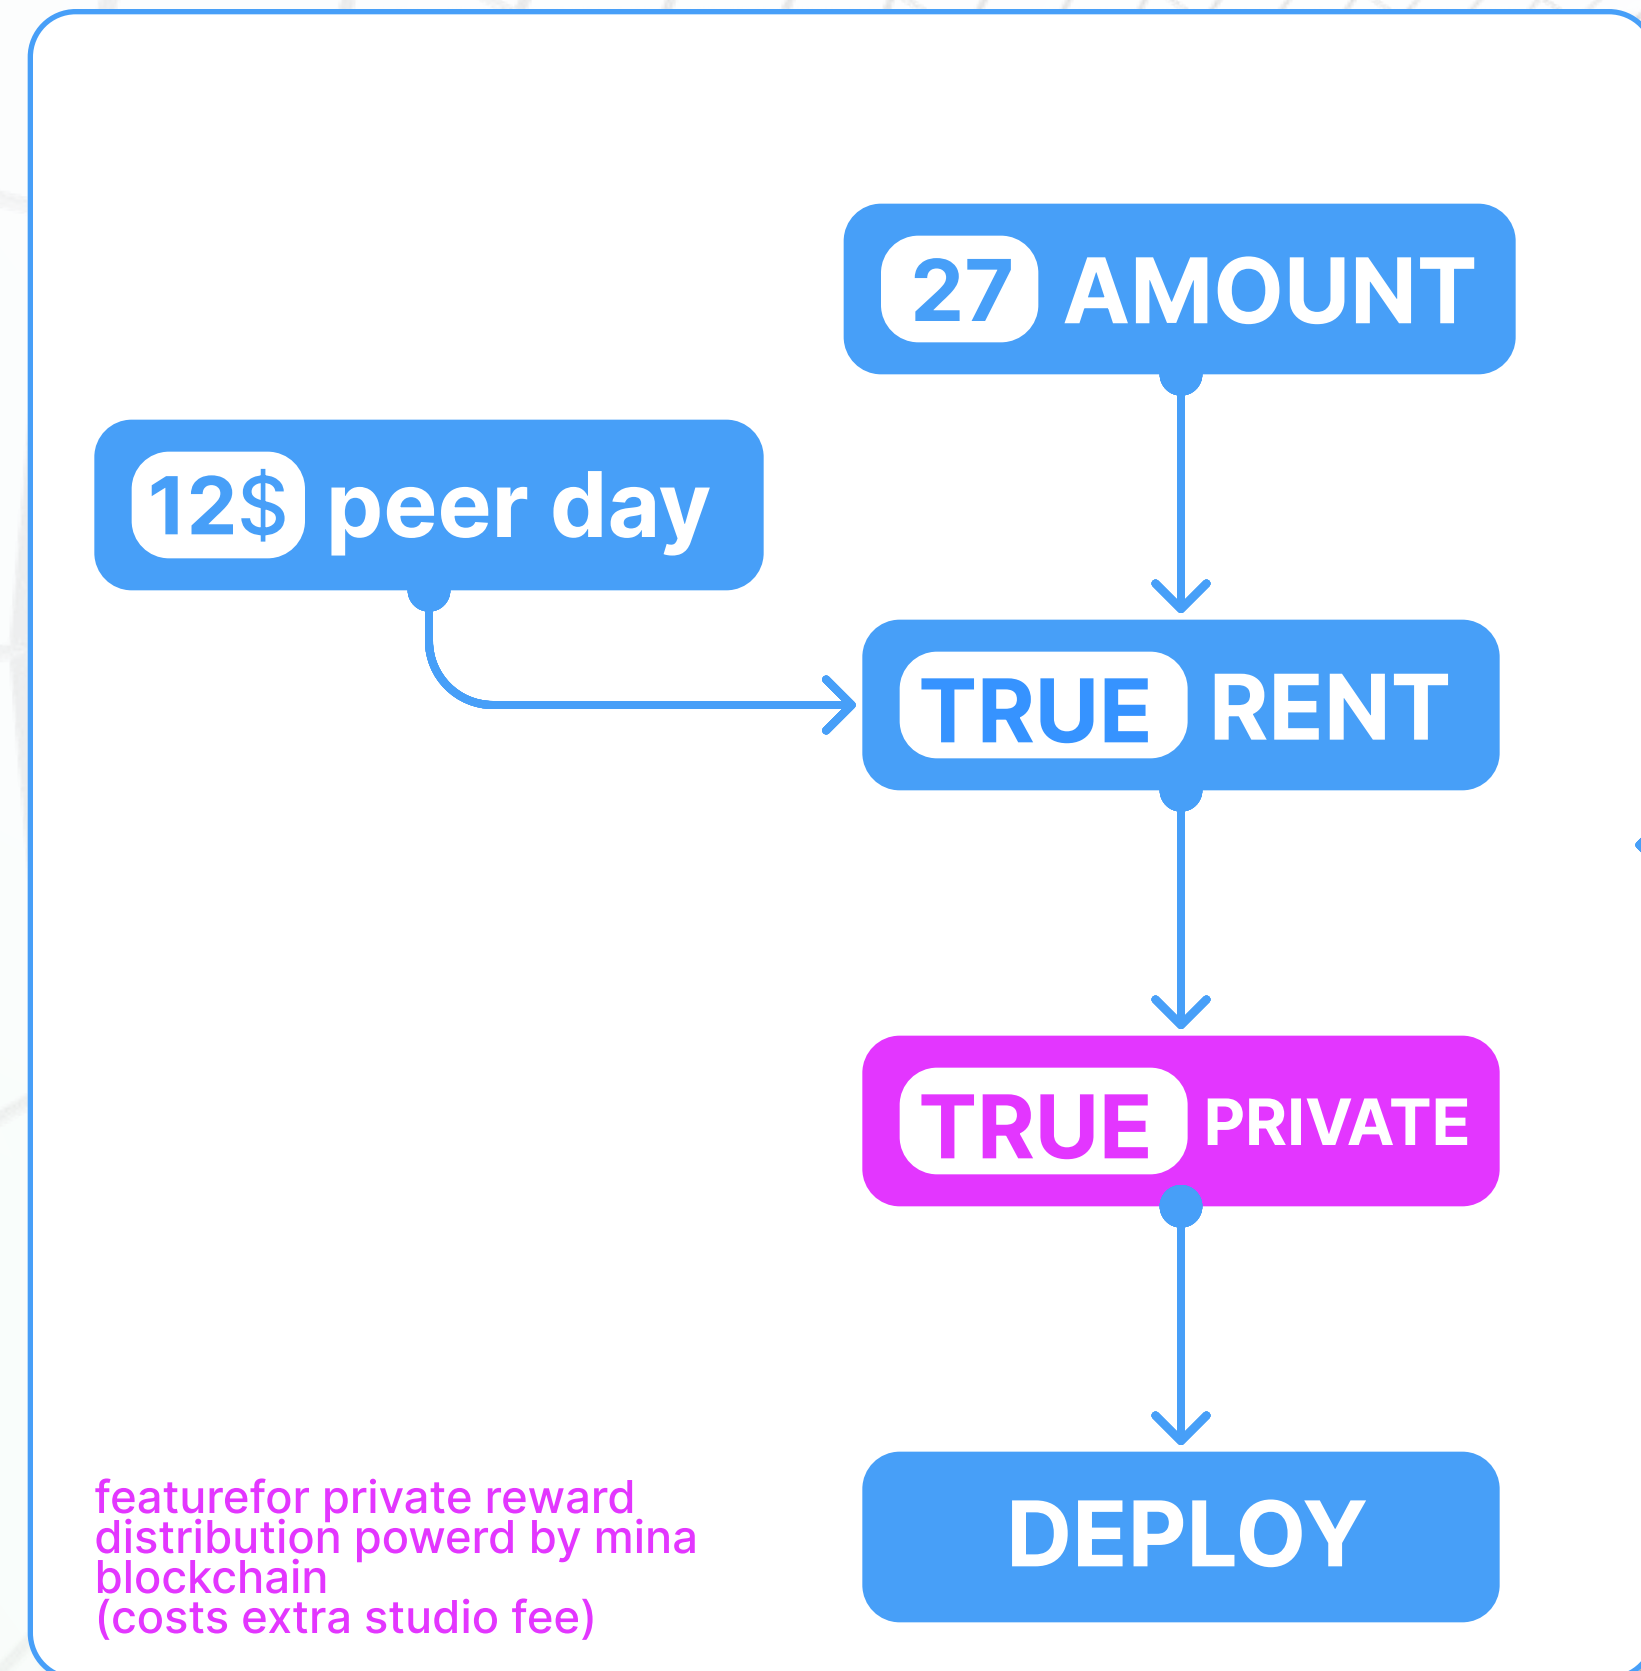 27 AMOUNT
12$ peer day
TRUE RENT
TRUE PRIVATE
DEPLOY
featurefor private reward
distribution powerd by mina
blockchain
(costs extra studio fee)